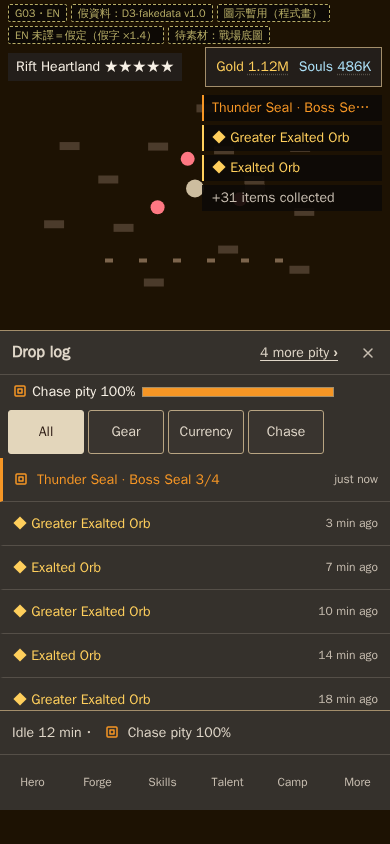 G03・EN 假資料：D3-fakedata v1.0 圖示暫用（程式畫）
EN 未譯＝假定（假字 ×1.4） 待素材：戰場底圖
Rift Heartland ★★★★★
Gold 1.12M Souls 486K
Thunder Seal · Boss Se⋯
Greater Exalted Orb
Exalted Orb
+31 items collected
Drop log
4 more pity ›
Chase pity 100%
All Gear Currency Chase
Thunder Seal · Boss Seal 3/4 just now
Greater Exalted Orb 3 min ago
Exalted Orb 7 min ago
Greater Exalted Orb 10 min ago
Exalted Orb 14 min ago
Greater Exalted Orb 18 min ago
Idle 12 min · Chase pity 100%
Hero Forge Skills Talent Camp More